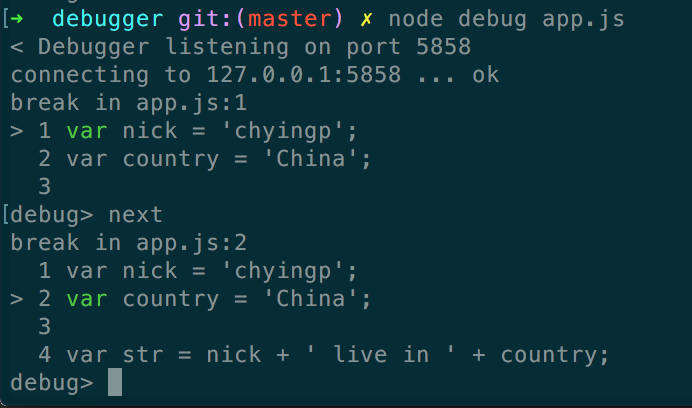 ➜  debugger git:(master) ✗ node debug app.js
< Debugger listening on port 5858
connecting to 127.0.0.1:5858 ... ok
break in app.js:1
> 1 var nick = 'chyingp';
  2 var country = 'China';
  3
[debug> next
break in app.js:2
  1 var nick = 'chyingp';
> 2 var country = 'China';
  3
  4 var str = nick + ' live in ' + country;
debug>